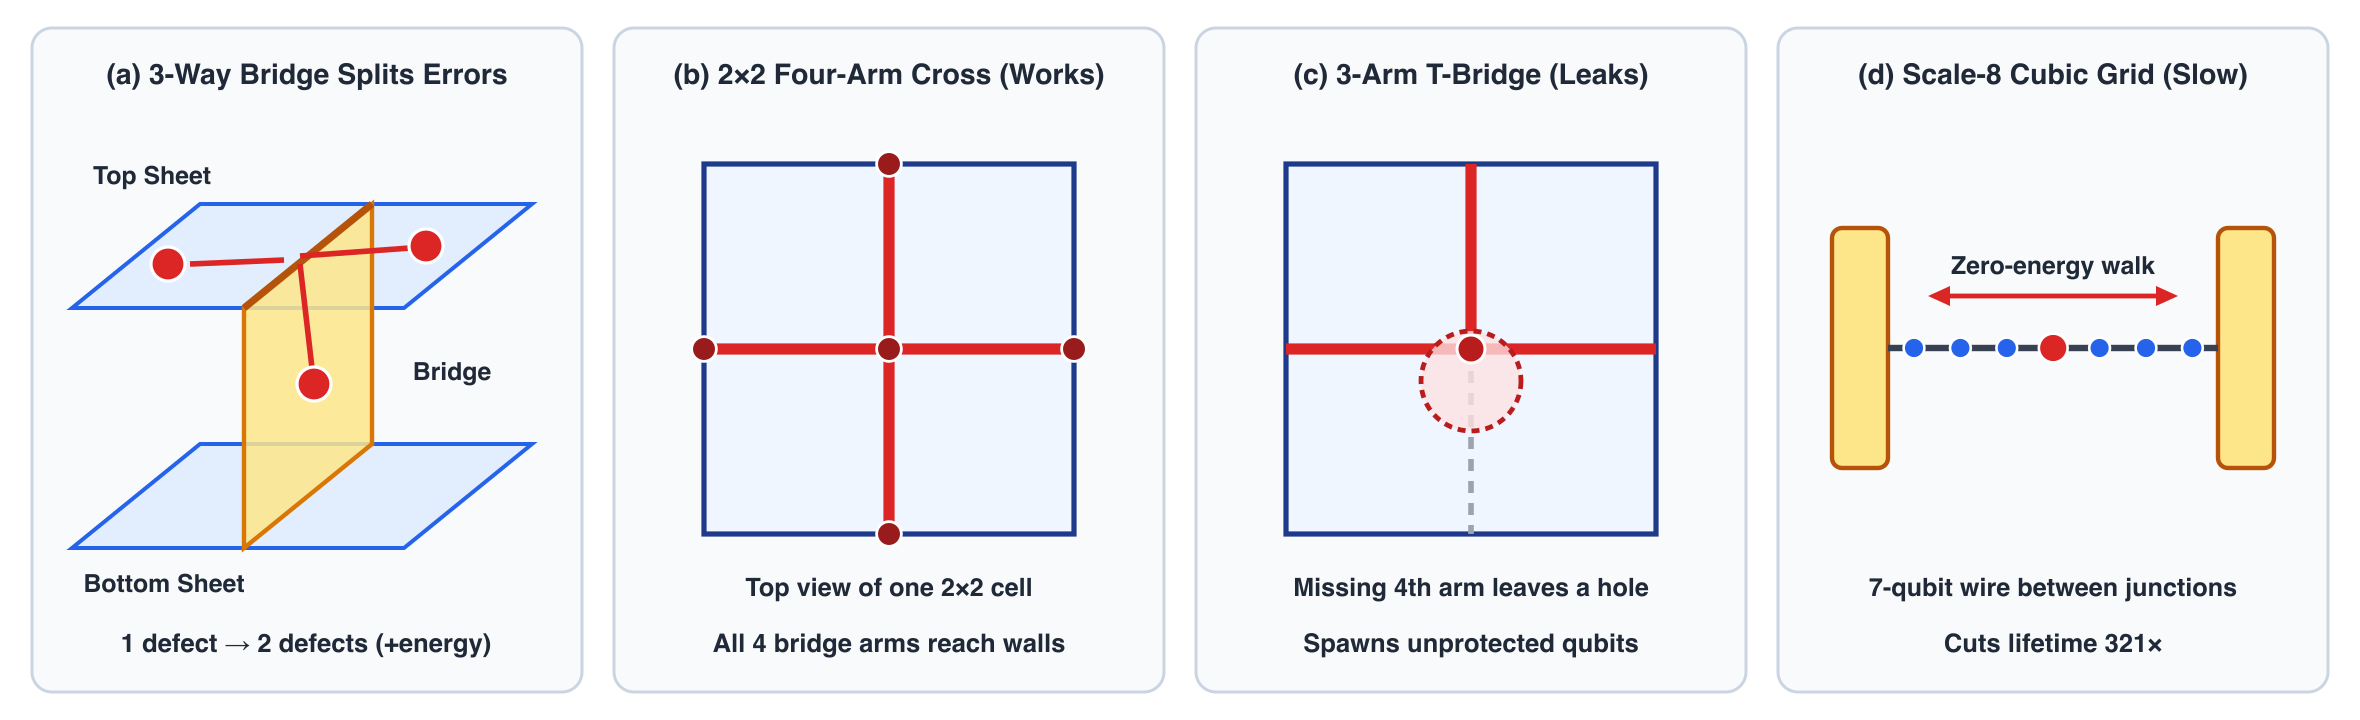 (a) 3-Way Bridge Splits Errors
Top Sheet
Bridge
Bottom Sheet
1 defect → 2 defects (+energy)
(b) 2×2 Four-Arm Cross (Works)
Top view of one 2×2 cell
All 4 bridge arms reach walls
(c) 3-Arm T-Bridge (Leaks)
Missing 4th arm leaves a hole
Spawns unprotected qubits
(d) Scale-8 Cubic Grid (Slow)
Zero-energy walk
7-qubit wire between junctions
Cuts lifetime 321×